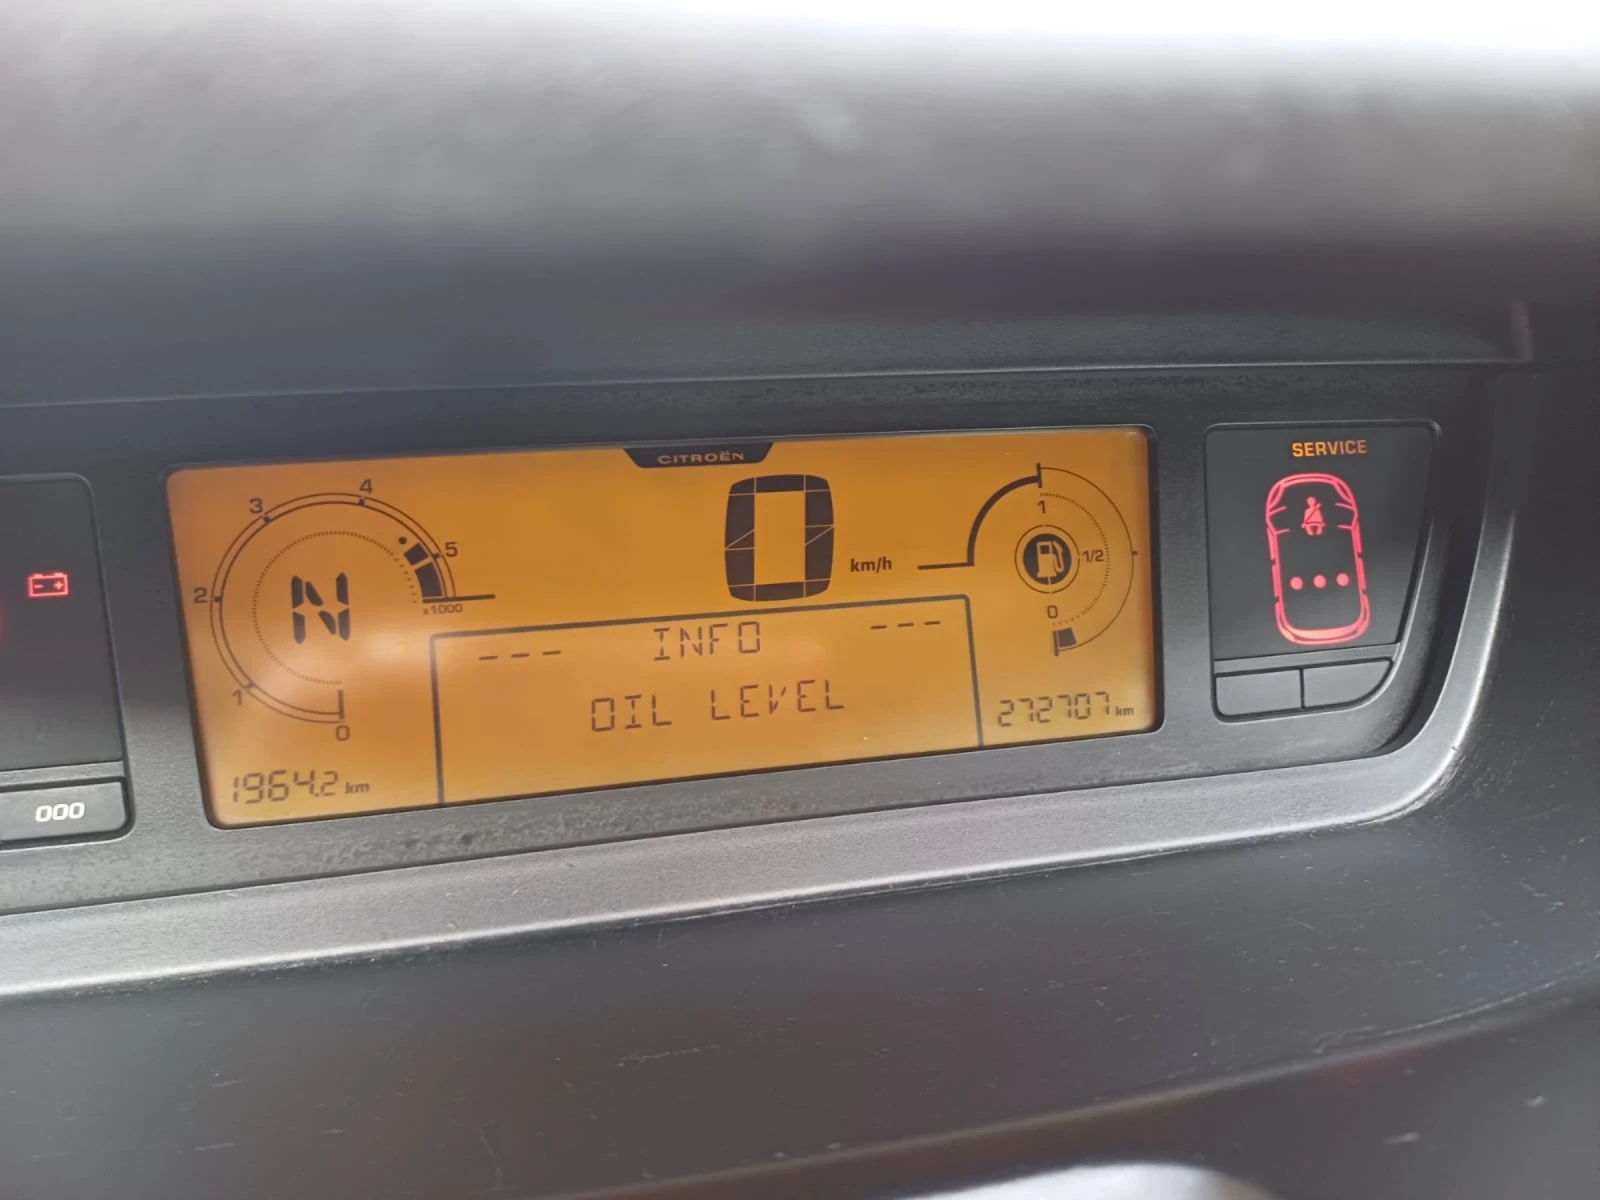 CITROËN
SERVICE
0 km/h
4
3
5
2
1
0
x1000
N
1
1/2
0
--- INFO ---
OIL LEVEL
272707 km
1964.2 km
000